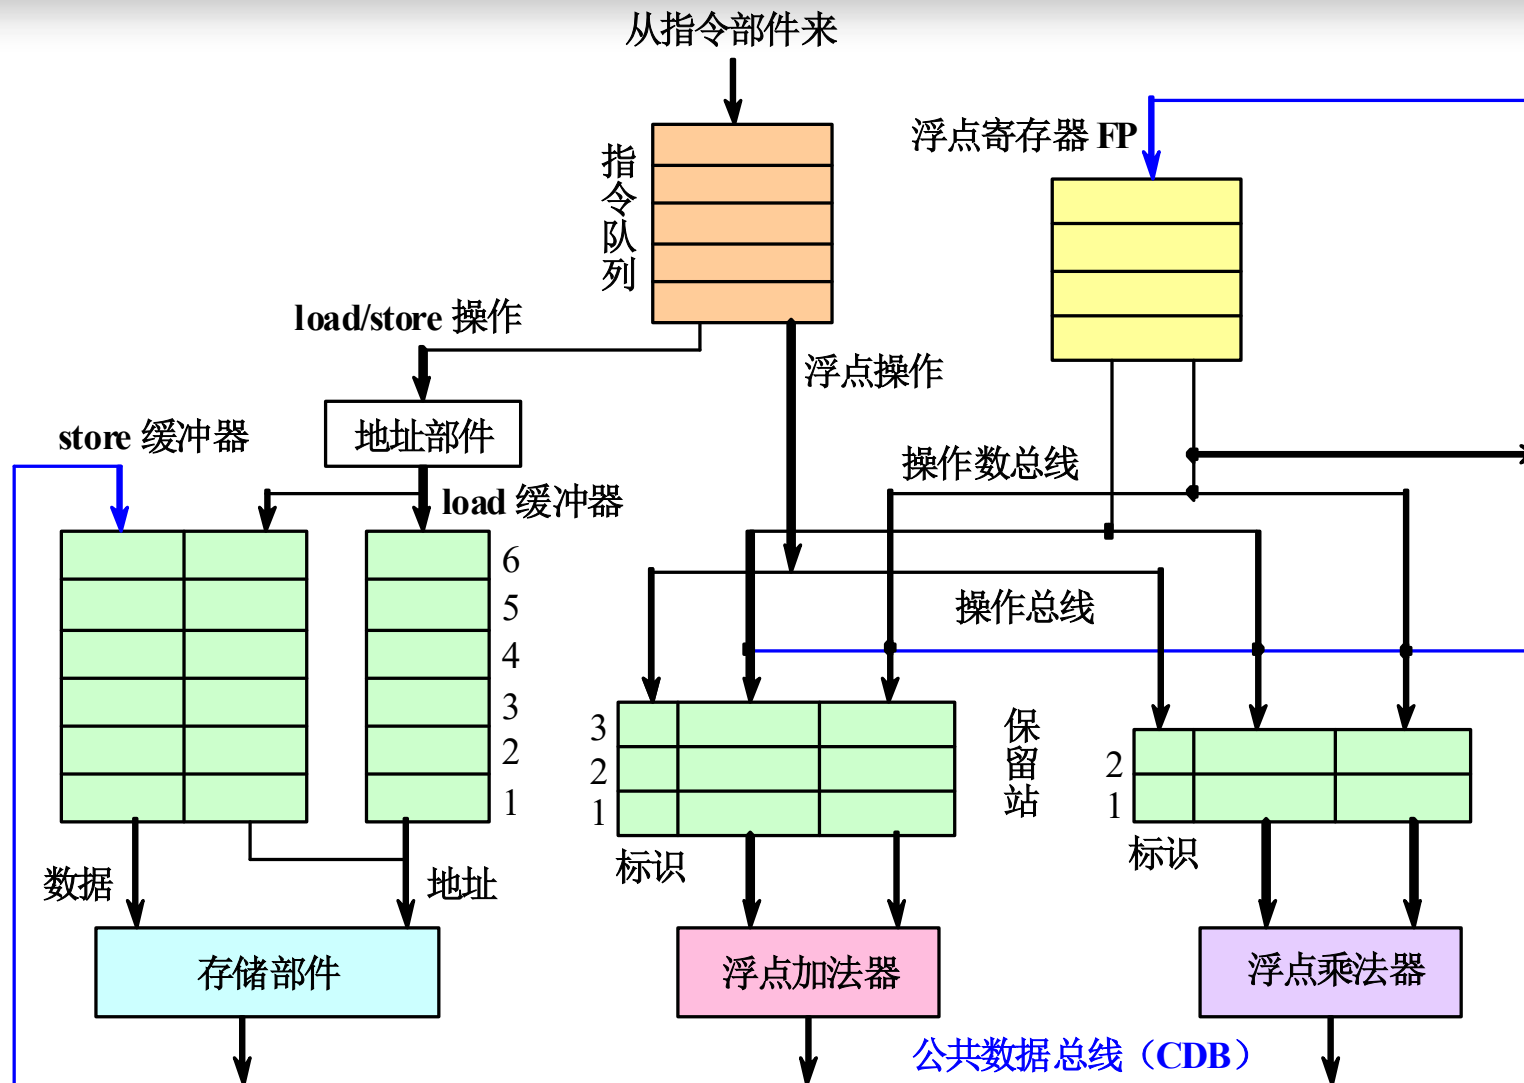 从指令部件来
浮点寄存器 FP
指令队列
load/store 操作
浮点操作
地址部件
store 缓冲器
操作数总线
load 缓冲器
6
5
4
3
2
1
操作总线
3
2
1
保留站
2
1
标识
标识
数据
地址
存储部件
浮点加法器
浮点乘法器
公共数据总线（CDB）